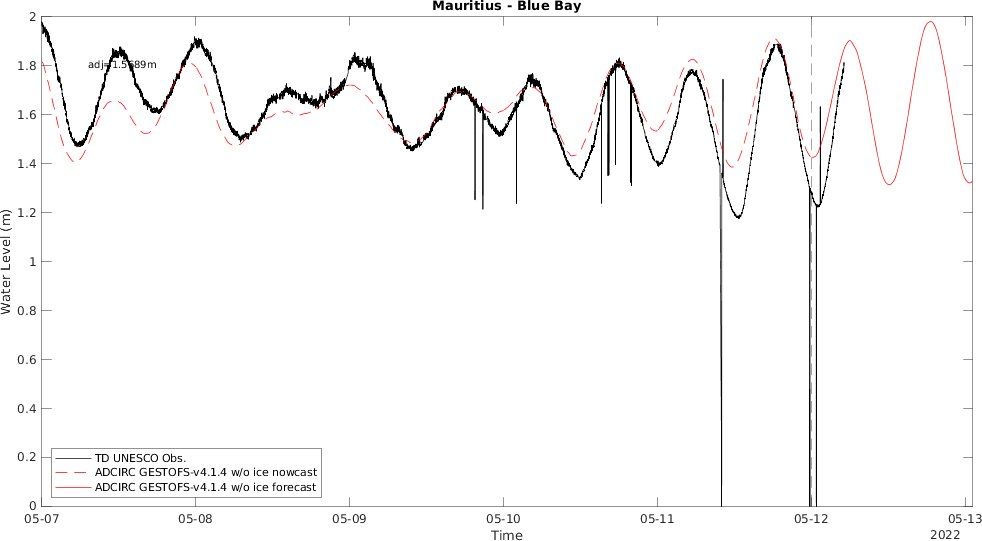 Mauritius - Blue Bay
2
1.8
1.6
1.4
1.2
1
0.8
0.6
0.4
0.2
0
Water Level (m)
adj=1.5689m
TD UNESCO Obs.
ADCIRC GESTOFS-v4.1.4 w/o ice nowcast
ADCIRC GESTOFS-v4.1.4 w/o ice forecast
05-07
05-08
05-09
05-10
05-11
05-12
05-13
Time
2022